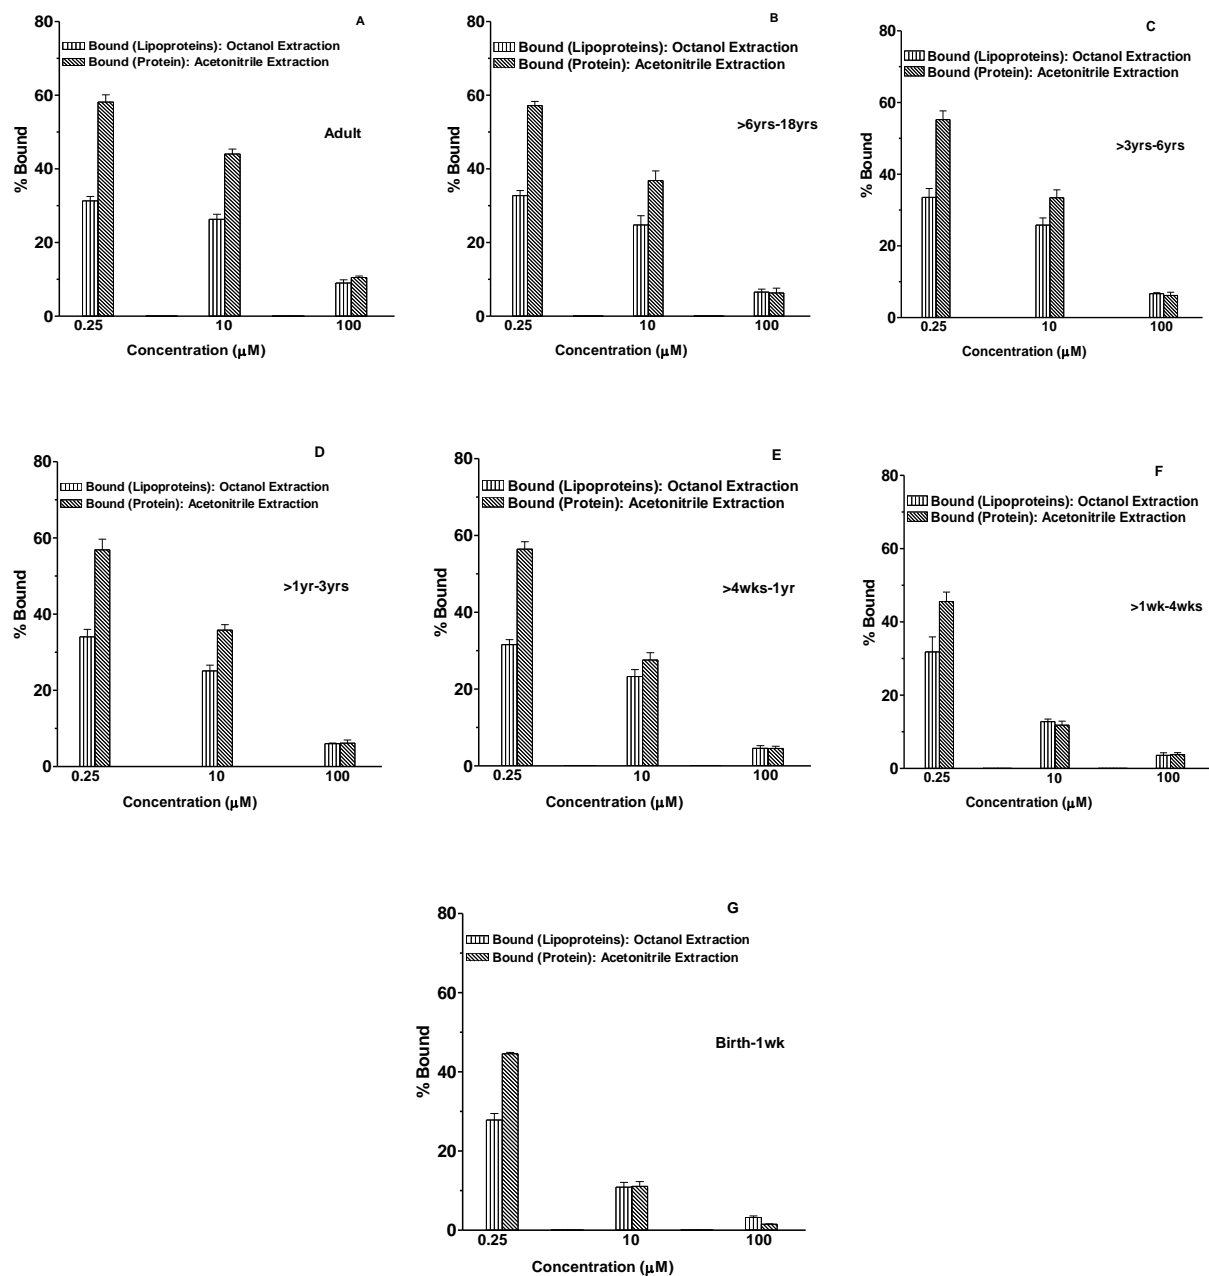 A
80
Bound (Lipoproteins): Octanol Extraction
Bound (Protein): Acetonitrile Extraction
60
Adult
% Bound
40
20
0
0.25 10 100
Concentration (μM)
B
80
Bound (Lipoproteins): Octanol Extraction
Bound (Protein): Acetonitrile Extraction
60
>6yrs-18yrs
% Bound
40
20
0
0.25 10 100
Concentration (μM)
C
80
Bound (Lipoproteins): Octanol Extraction
Bound (Protein): Acetonitrile Extraction
60
>3yrs-6yrs
% Bound
40
20
0
0.25 10 100
Concentration (μM)
D
80
Bound (Lipoproteins): Octanol Extraction
Bound (Protein): Acetonitrile Extraction
60
>1yr-3yrs
% Bound
40
20
0
0.25 10 100
Concentration (μM)
E
80
Bound (Lipoproteins): Octanol Extraction
Bound (Protein): Acetonitrile Extraction
60
>4wks-1yr
% Bound
40
20
0
0.25 10 100
Concentration (μM)
F
80
Bound (Lipoproteins): Octanol Extraction
Bound (Protein): Acetonitrile Extraction
60
>1wk-4wks
% Bound
40
20
0
0.25 10 100
Concentration (μM)
G
80
Bound (Lipoproteins): Octanol Extraction
Bound (Protein): Acetonitrile Extraction
60
Birth-1wk
% Bound
40
20
0
0.25 10 100
Concentration (μM)